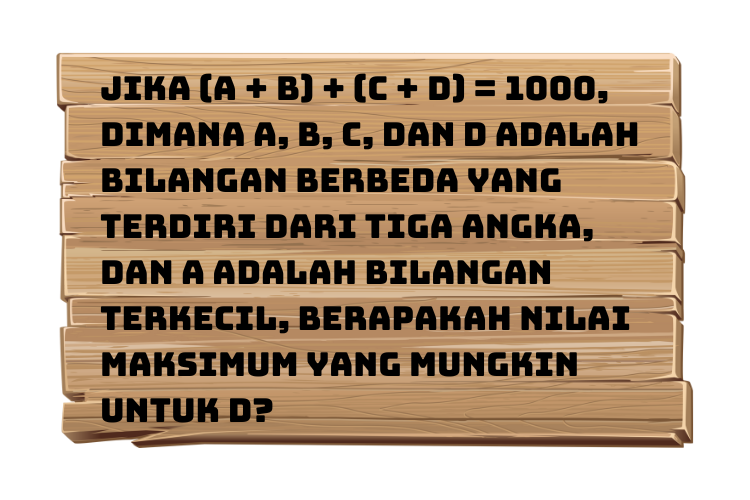 JIKA (A + B) + (C + D) = 1000,
DIMANA A, B, C, DAN D ADALAH
BILANGAN BERBEDA YANG
TERDIRI DARI TIGA ANGKA,
DAN A ADALAH BILANGAN
TERKECIL, BERAPAKAH NILAI
MAKSIMUM YANG MUNGKIN
UNTUK D?